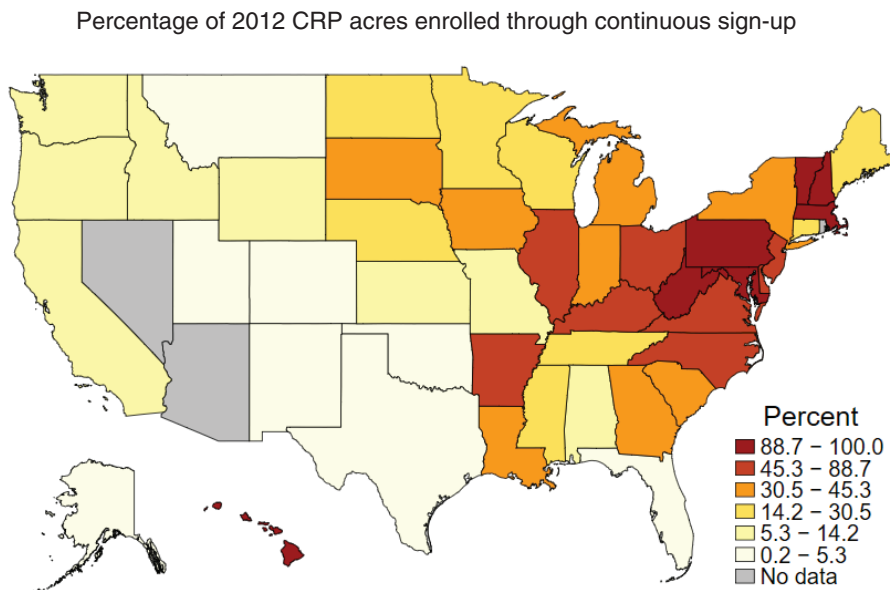 Percentage of 2012 CRP acres enrolled through continuous sign-up
Percent
88.7 − 100.0
45.3 − 88.7
30.5 − 45.3
14.2 − 30.5
5.3 − 14.2
0.2 − 5.3
No data